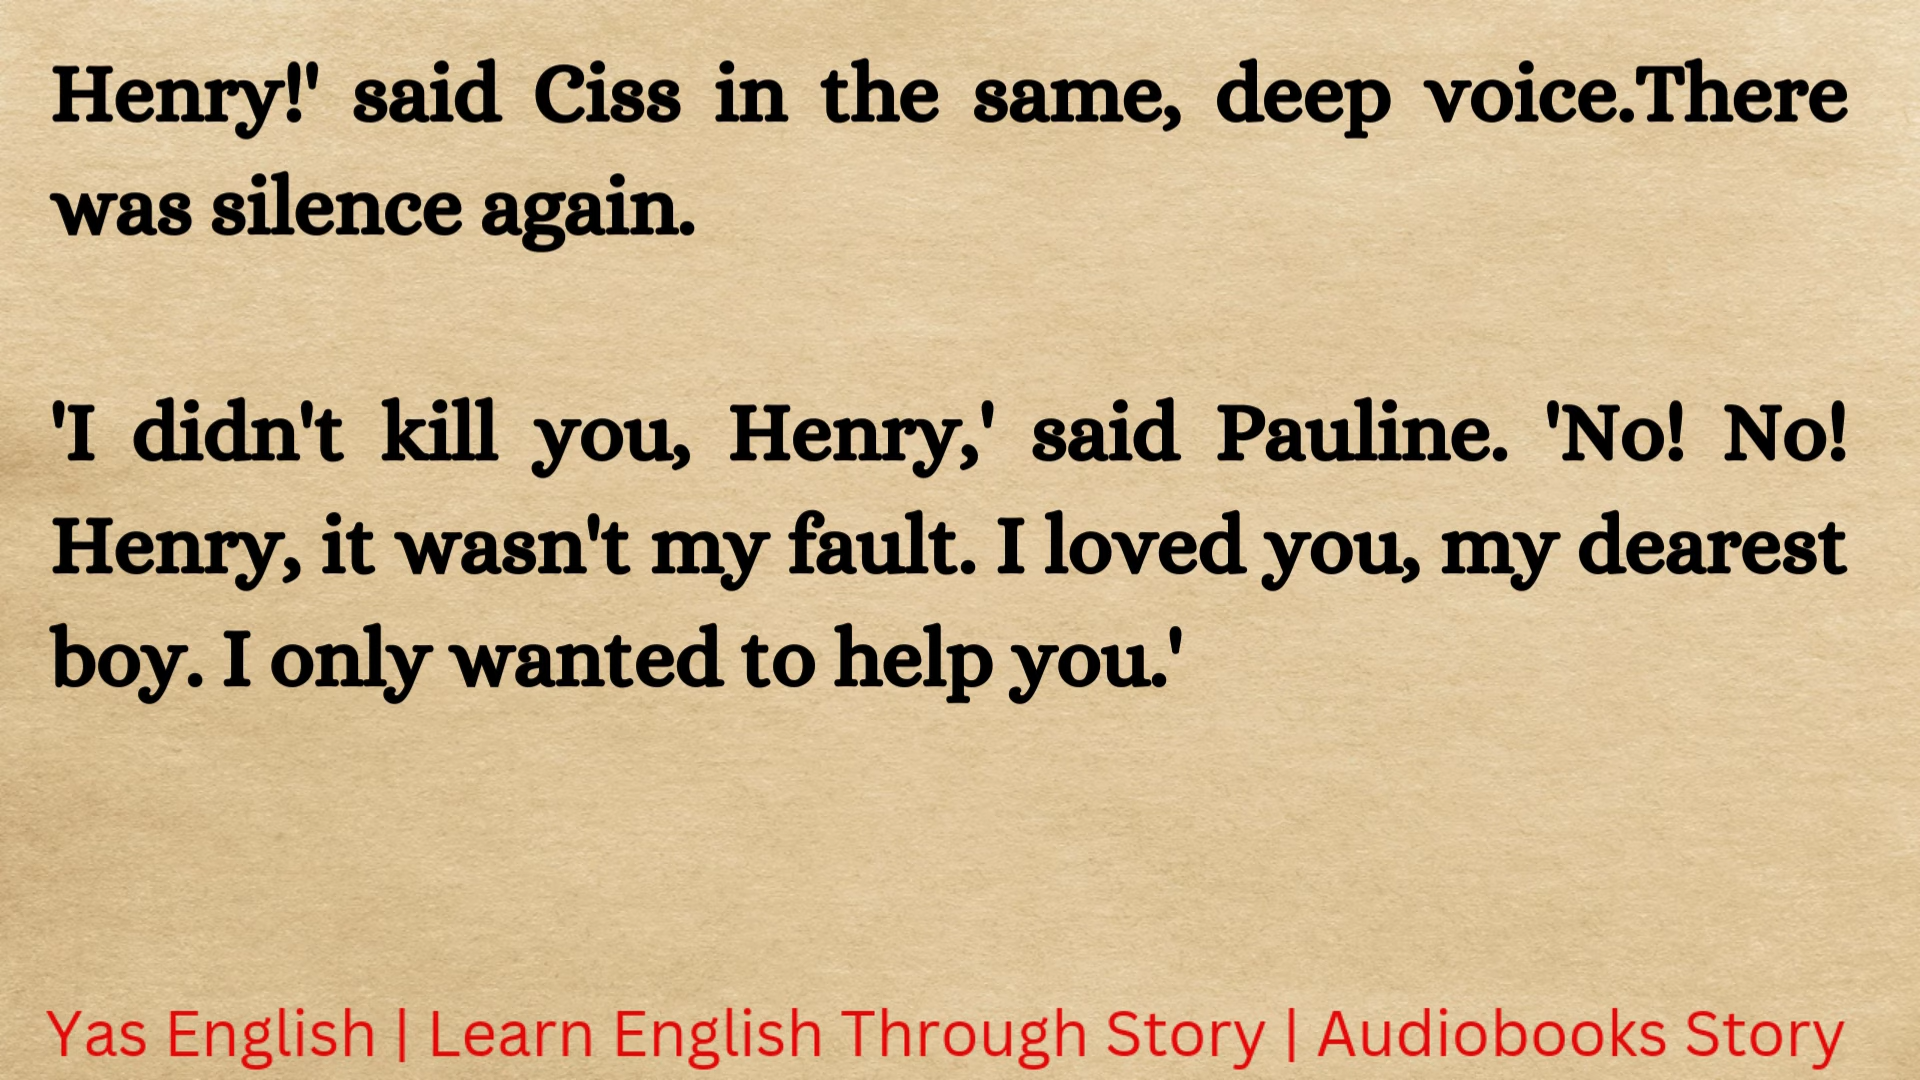 Henry!' said Ciss in the same, deep voice.There
was silence again.
'I didn't kill you, Henry,' said Pauline. 'No! No!
Henry, it wasn't my fault. I loved you, my dearest
boy. I only wanted to help you.'
Yas English | Learn English Through Story | Audiobooks Story